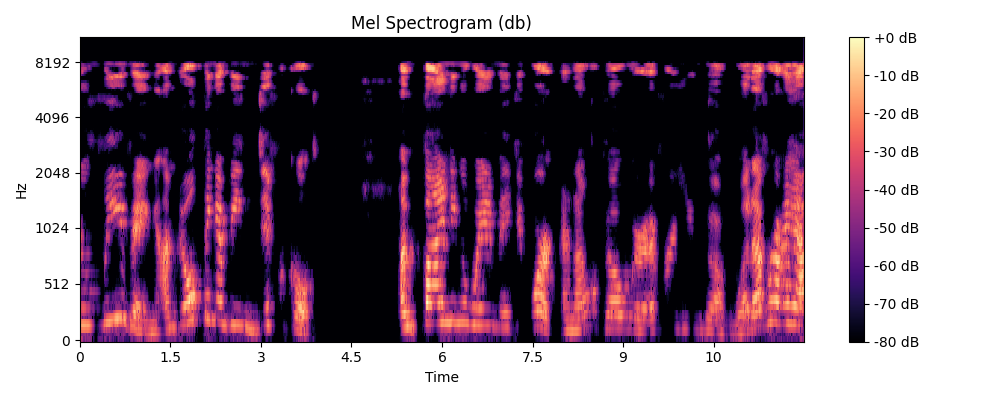 Mel Spectrogram (db)
Hz
8192
4096
2048
1024
512
0
0 1.5 3 4.5 6 7.5 9 10
Time
+0 dB
-10 dB
-20 dB
-30 dB
-40 dB
-50 dB
-60 dB
-70 dB
-80 dB